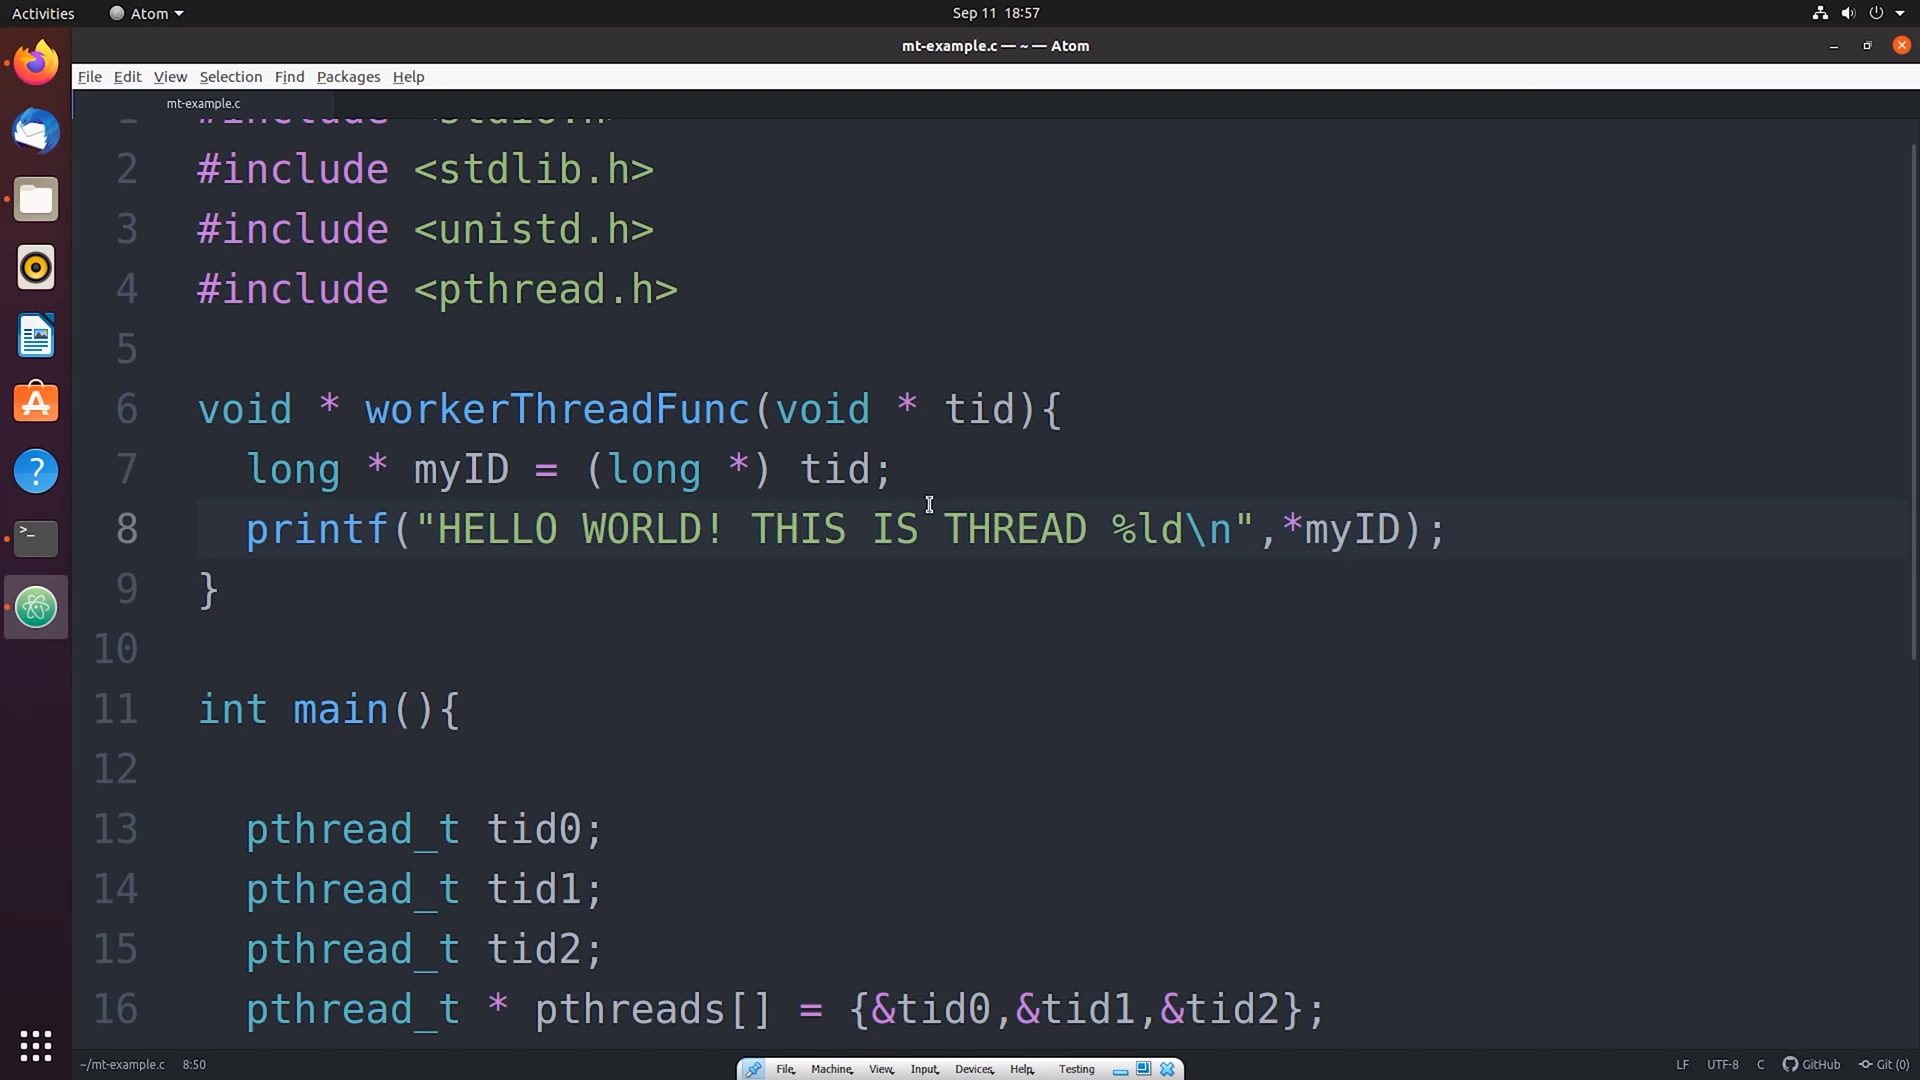 Activities Atom Sep 11 18:57
mt-example.c — ~ — Atom
File Edit View Selection Find Packages Help
mt-example.c
1 #include <stdio.h>
2 #include <stdlib.h>
3 #include <unistd.h>
4 #include <pthread.h>
5
6 void * workerThreadFunc(void * tid){
7 long * myID = (long *) tid;
8 printf("HELLO WORLD! THIS IS THREAD %ld\n",*myID);
9 }
10
11 int main(){
12
13 pthread_t tid0;
14 pthread_t tid1;
15 pthread_t tid2;
16 pthread_t * pthreads[] = {&tid0,&tid1,&tid2};
~/mt-example.c 8:50 LF UTF-8 C GitHub Git (0)
File Machine View Input Devices Help Testing